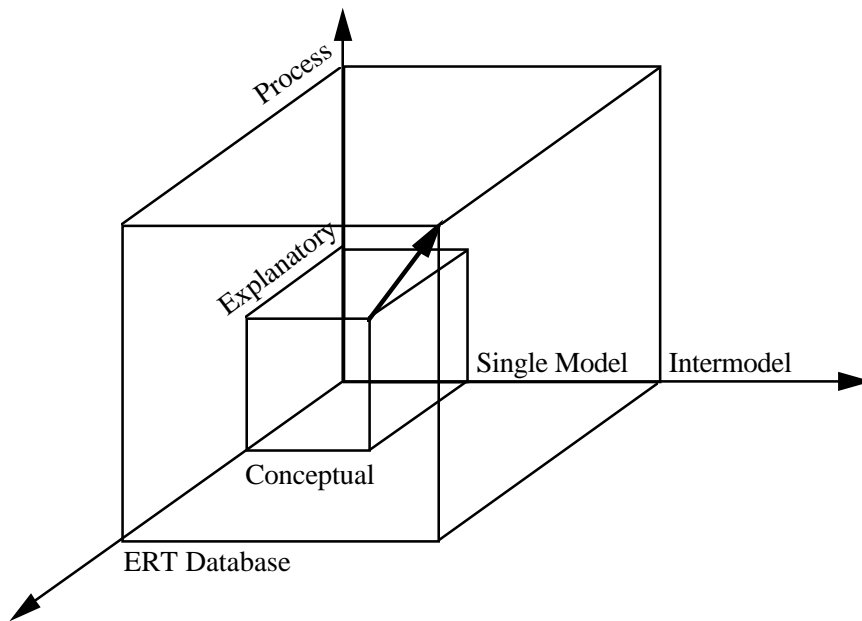 Process
Explanatory
Single Model
Intermodel
Conceptual
ERT Database